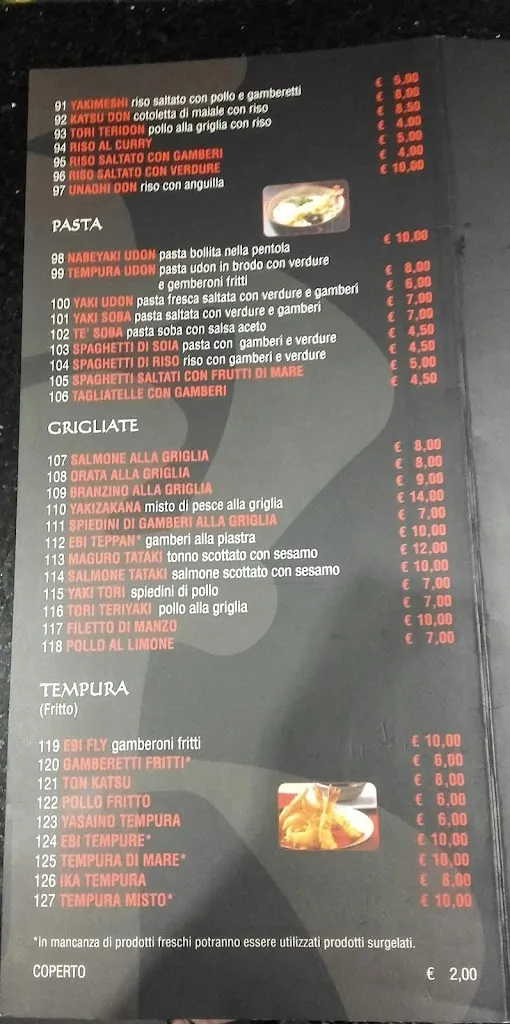 91 YAKIMESHI riso saltato con pollo e gamberetti € 5,00
92 KATSU DON cotoletta di maiale con riso € 8,00
93 TORI TERIDON pollo alla griglia con riso € 8,50
94 RISO AL CURRY € 4,00
95 RISO SALTATO CON GAMBERI € 5,00
96 RISO SALTATO CON VERDURE € 4,00
97 UNAGHI DON riso con anguilla € 10,00
PASTA
98 NABEYAKI UDON pasta bollita nella pentola € 10,00
99 TEMPURA UDON pasta udon in brodo con verdure
e gemberoni fritti € 8,00
100 YAKI UDON pasta fresca saltata con verdure e gamberi € 6,00
101 YAKI SOBA pasta saltata con verdure e gamberi € 7,00
102 TE' SOBA pasta soba con salsa aceto € 7,00
103 SPAGHETTI DI SOIA pasta con gamberi e verdure € 4,50
104 SPAGHETTI DI RISO riso con gamberi e verdure € 4,50
105 SPAGHETTI SALTATI CON FRUTTI DI MARE € 5,00
106 TAGLIATELLE CON GAMBERI € 4,50
GRIGLIATE
107 SALMONE ALLA GRIGLIA € 8,00
108 ORATA ALLA GRIGLIA € 8,00
109 BRANZINO ALLA GRIGLIA € 9,00
110 YAKIZAKANA misto di pesce alla griglia € 14,00
111 SPIEDINI DI GAMBERI ALLA GRIGLIA € 7,00
112 EBI TEPPAN* gamberi alla piastra € 10,00
113 MAGURO TATAKI tonno scottato con sesamo € 12,00
114 SALMONE TATAKI salmone scottato con sesamo € 10,00
115 YAKI TORI spiedini di pollo € 7,00
116 TORI TERIYAKI pollo alla griglia € 7,00
117 FILETTO DI MANZO € 10,00
118 POLLO AL LIMONE € 7,00
TEMPURA
(Fritto)
119 EBI FLY gamberoni fritti € 10,00
120 GAMBERETTI FRITTI* € 6,00
121 TON KATSU € 8,00
122 POLLO FRITTO € 6,00
123 YASAINO TEMPURA € 6,00
124 EBI TEMPURE* € 10,00
125 TEMPURA DI MARE* € 10,00
126 IKA TEMPURA € 8,00
127 TEMPURA MISTO* € 10,00
*in mancanza di prodotti freschi potranno essere utilizzati prodotti surgelati.
COPERTO € 2,00